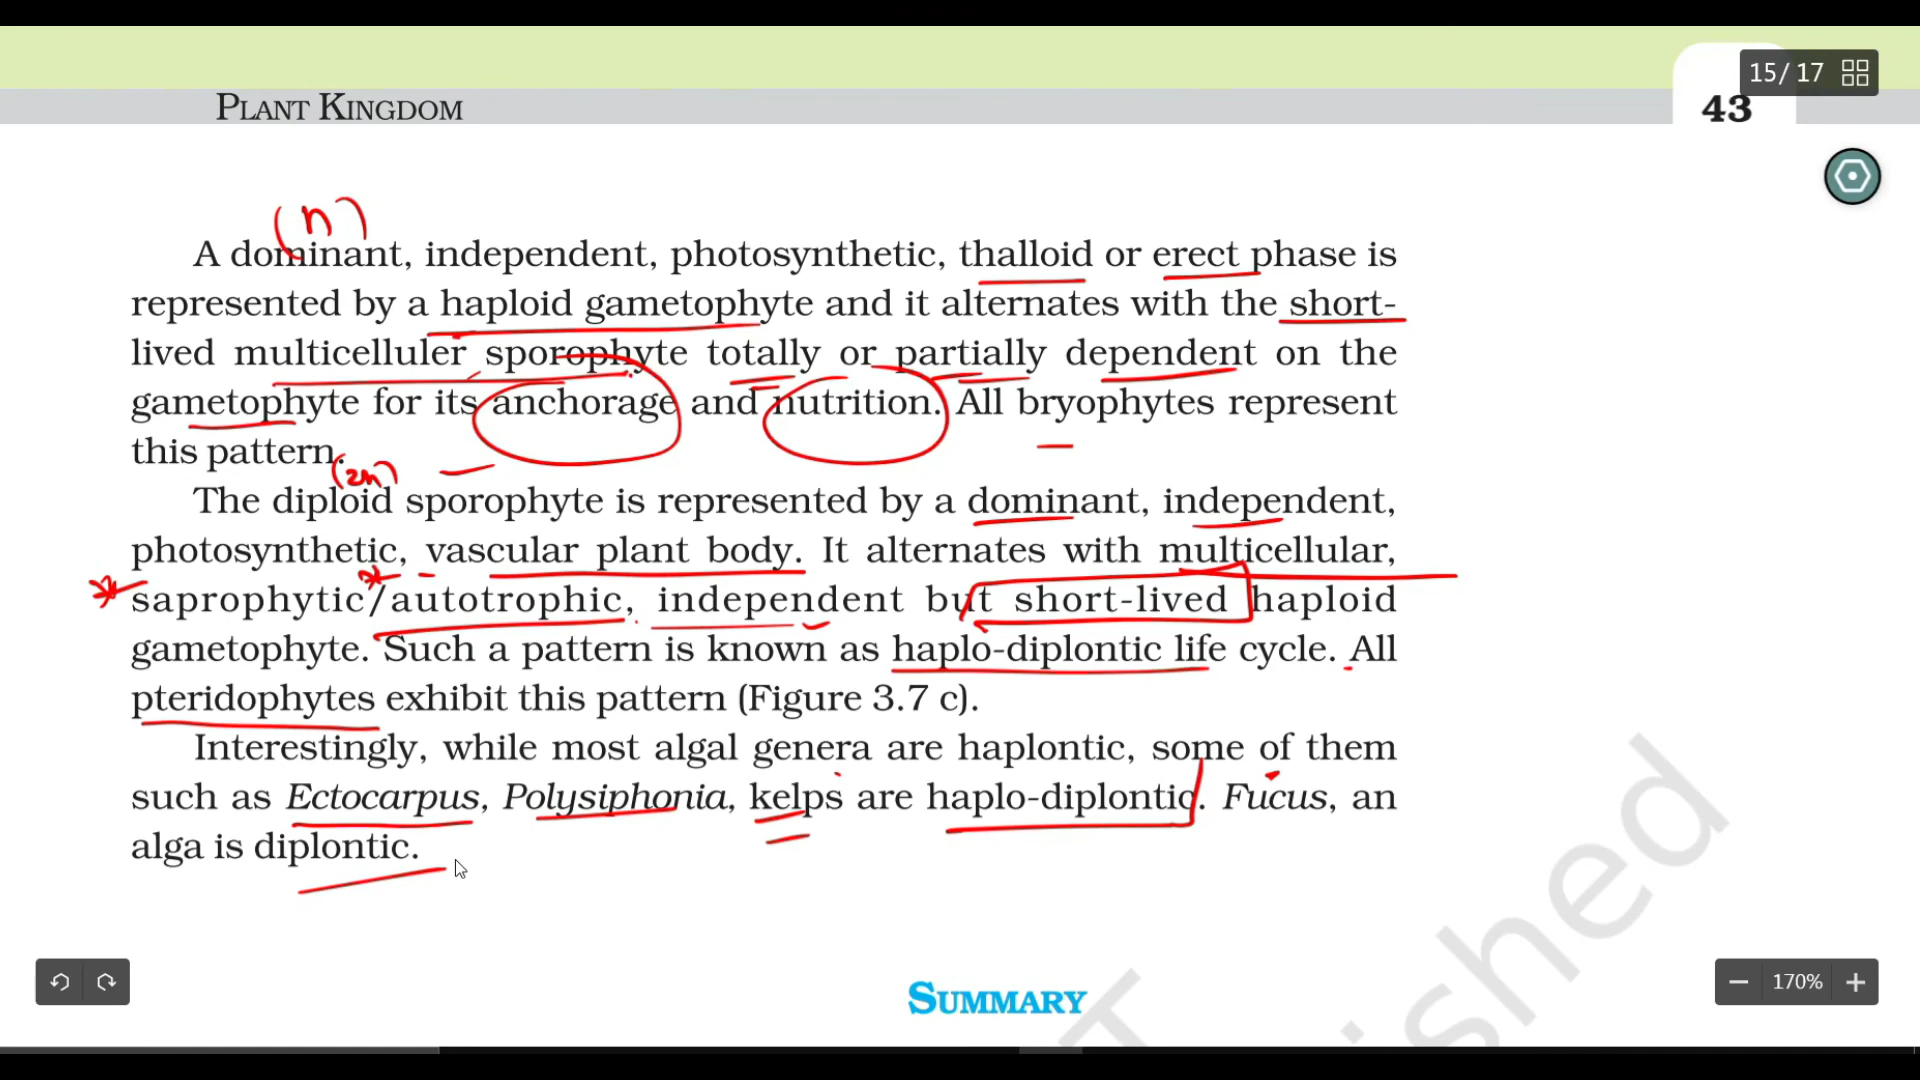 15/ 17
PLANT KINGDOM
43
(n)
A dominant, independent, photosynthetic, thalloid or erect phase is
represented by a haploid gametophyte and it alternates with the short-
lived multicelluler sporophyte totally or partially dependent on the
gametophyte for its anchorage and nutrition. All bryophytes represent
this pattern.
(2n)
The diploid sporophyte is represented by a dominant, independent,
photosynthetic, vascular plant body. It alternates with multicellular,
saprophytic/autotrophic, independent but short-lived haploid
gametophyte. Such a pattern is known as haplo-diplontic life cycle. All
pteridophytes exhibit this pattern (Figure 3.7 c).
Interestingly, while most algal genera are haplontic, some of them
such as Ectocarpus, Polysiphonia, kelps are haplo-diplontic. Fucus, an
alga is diplontic.
SUMMARY
170%